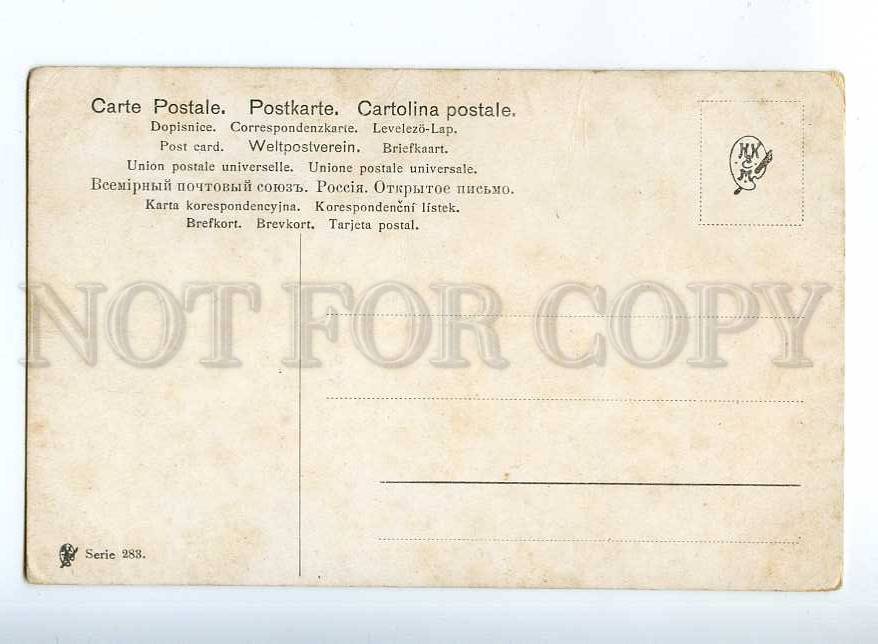 Carte Postale. Postkarte. Cartolina postale.
Dopisnice. Correspondenzkarte. Levelező-Lap.
Post card. Weltpostverein. Briefkaart.
Union postale universelle. Unione postale universale.
Всемірный почтовый союзъ. Россія. Открытое письмо.
Karta korespondencyjna. Korespondenční lístek.
Brefkort. Brevkort. Tarjeta postal.
NOT FOR COPY
Serie 283.